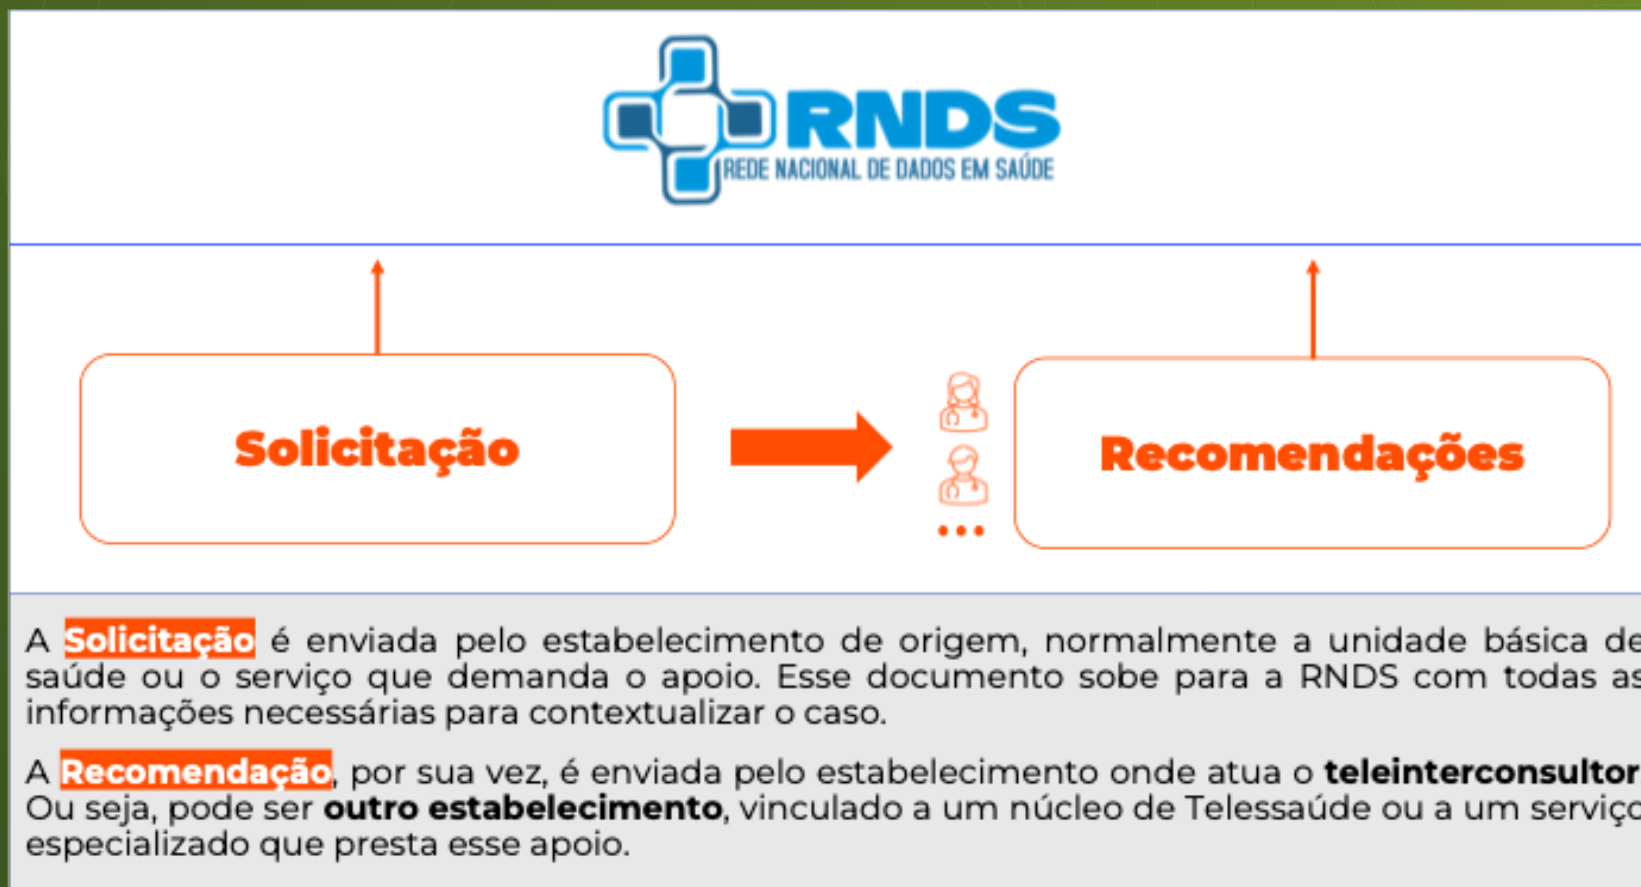 RNDS
REDE NACIONAL DE DADOS EM SAÚDE
Solicitação
Recomendações
A Solicitação é enviada pelo estabelecimento de origem, normalmente a unidade básica de
saúde ou o serviço que demanda o apoio. Esse documento sobe para a RNDS com todas as
informações necessárias para contextualizar o caso.
A Recomendação, por sua vez, é enviada pelo estabelecimento onde atua o teleinterconsultor
Ou seja, pode ser outro estabelecimento, vinculado a um núcleo de Telessaúde ou a um serviço
especializado que presta esse apoio.